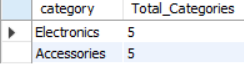 category Total_Categories
Electronics 5
Accessories 5